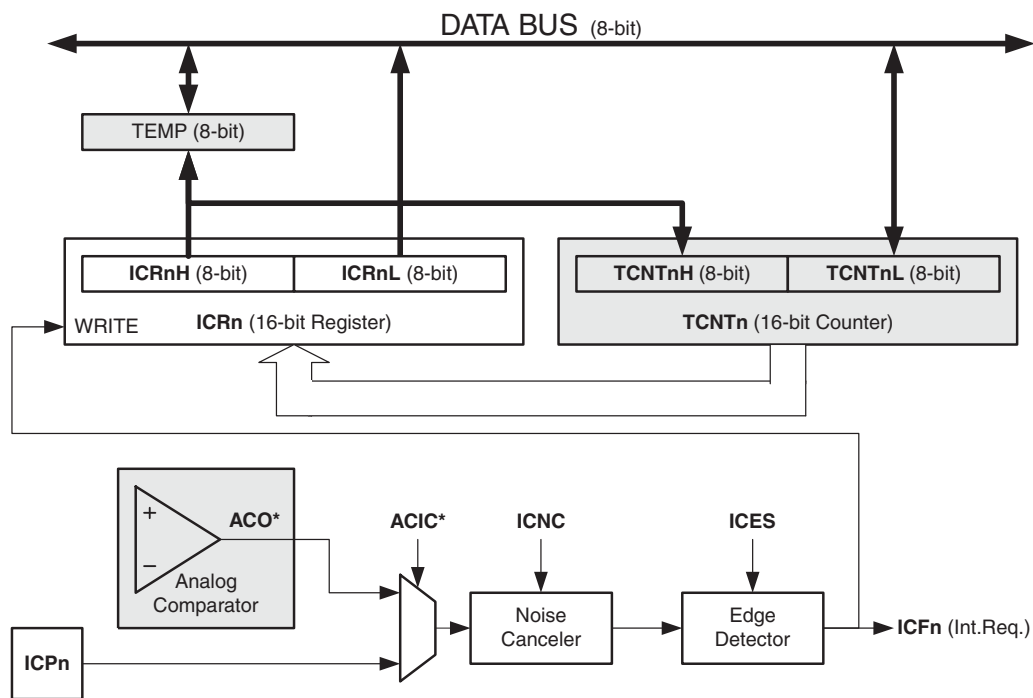 DATA BUS (8-bit)
TEMP (8-bit)
ICRnH (8-bit)
ICRnL (8-bit)
TCNTnH (8-bit)
TCNTnL (8-bit)
WRITE
ICRn (16-bit Register)
TCNTn (16-bit Counter)
+
−
ACO*
Analog
Comparator
ACIC*
ICNC
ICES
Noise
Canceler
Edge
Detector
ICFn (Int.Req.)
ICPn